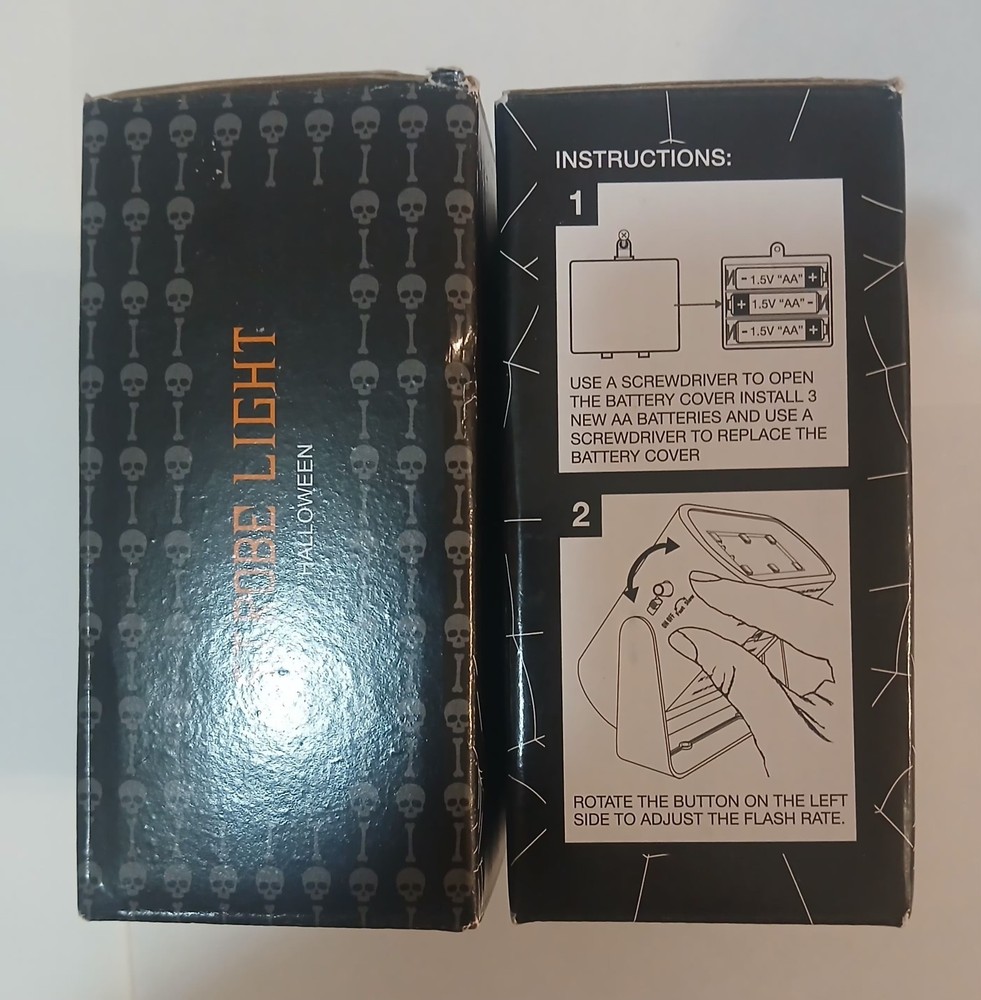 LIGHT
HALLOWEEN
INSTRUCTIONS:
1
- 1.5V "AA" +
+ 1.5V "AA" -
- 1.5V "AA" +
USE A SCREWDRIVER TO OPEN
THE BATTERY COVER INSTALL 3
NEW AA BATTERIES AND USE A
SCREWDRIVER TO REPLACE THE
BATTERY COVER
2
ON OFF
ROTATE THE BUTTON ON THE LEFT
SIDE TO ADJUST THE FLASH RATE.